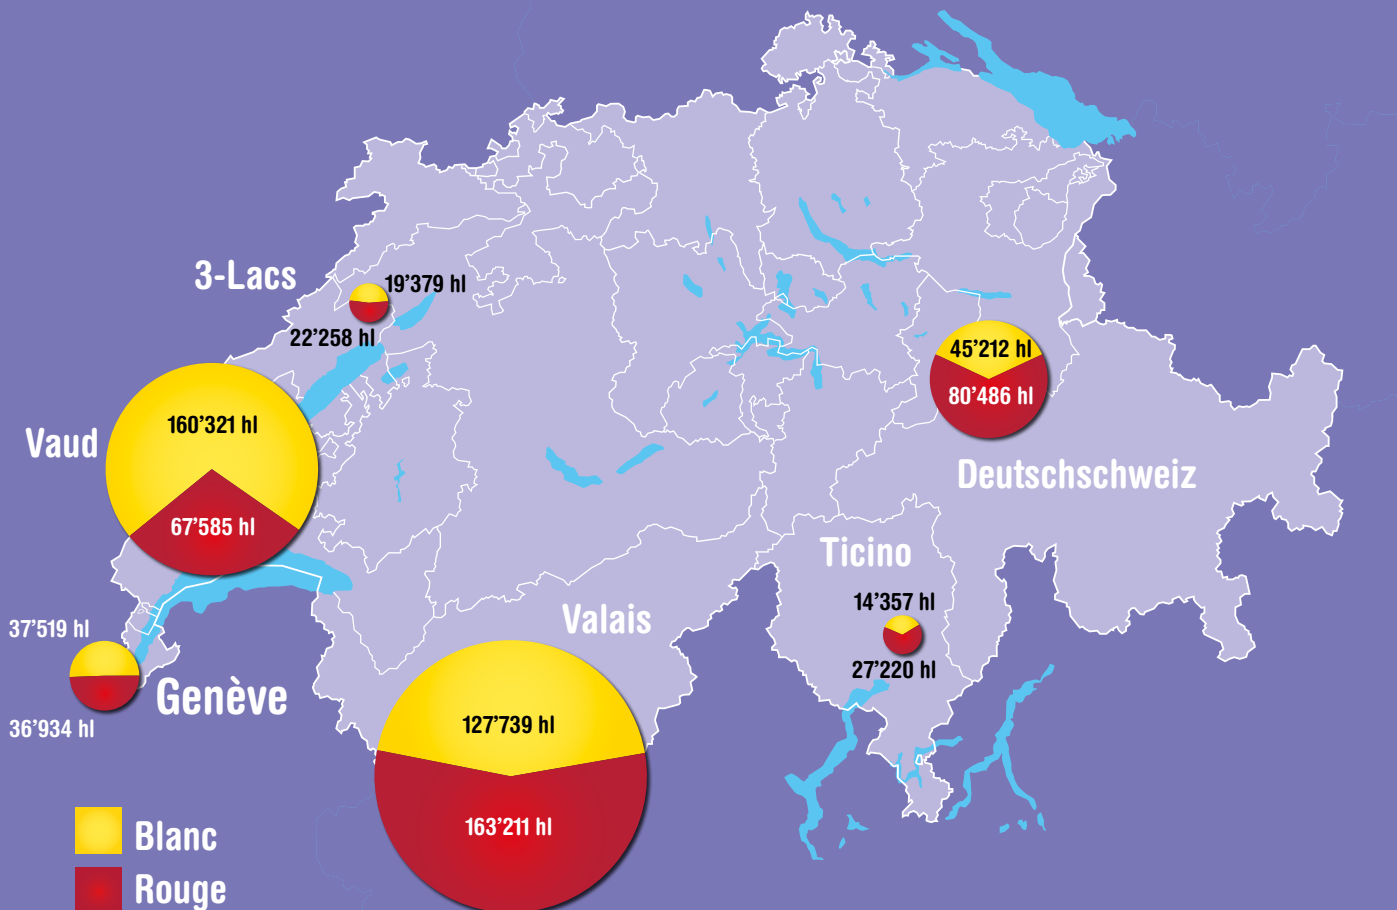 3-Lacs
19’379 hl
22’258 hl
45’212 hl
80’486 hl
Deutschschweiz
Vaud
160’321 hl
67’585 hl
Ticino
14’357 hl
27’220 hl
37’519 hl
Genève
36’934 hl
Valais
127’739 hl
163’211 hl
Blanc
Rouge